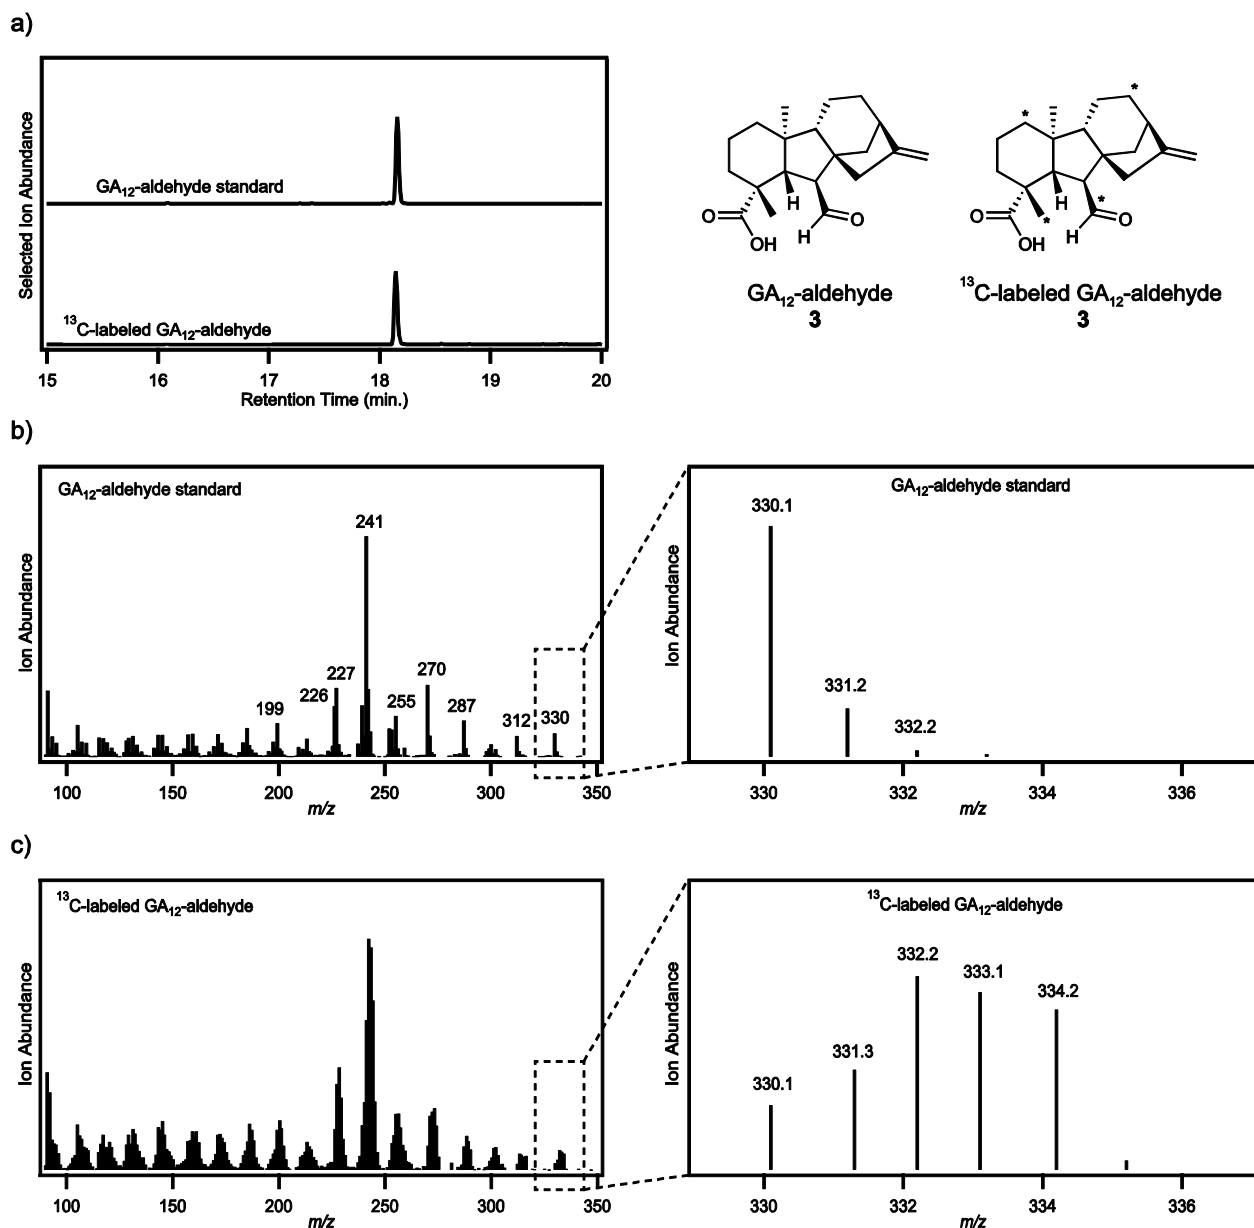 a)
Selected Ion Abundance
GA₁₂-aldehyde standard
¹³C-labeled GA₁₂-aldehyde
15 16 17 18 19 20
Retention Time (min.)
H
O
OH
H
O
GA₁₂-aldehyde
3
*
*
H
O
*
OH
*
H
O
¹³C-labeled GA₁₂-aldehyde
3
b)
Ion Abundance
GA₁₂-aldehyde standard
241
227
226
199
255
270
287
312
330
100 150 200 250 300 350
m/z
Ion Abundance
GA₁₂-aldehyde standard
330.1
331.2
332.2
330 332 334 336
m/z
c)
Ion Abundance
¹³C-labeled GA₁₂-aldehyde
100 150 200 250 300 350
m/z
Ion Abundance
¹³C-labeled GA₁₂-aldehyde
332.2
333.1
334.2
331.3
330.1
330 332 334 336
m/z